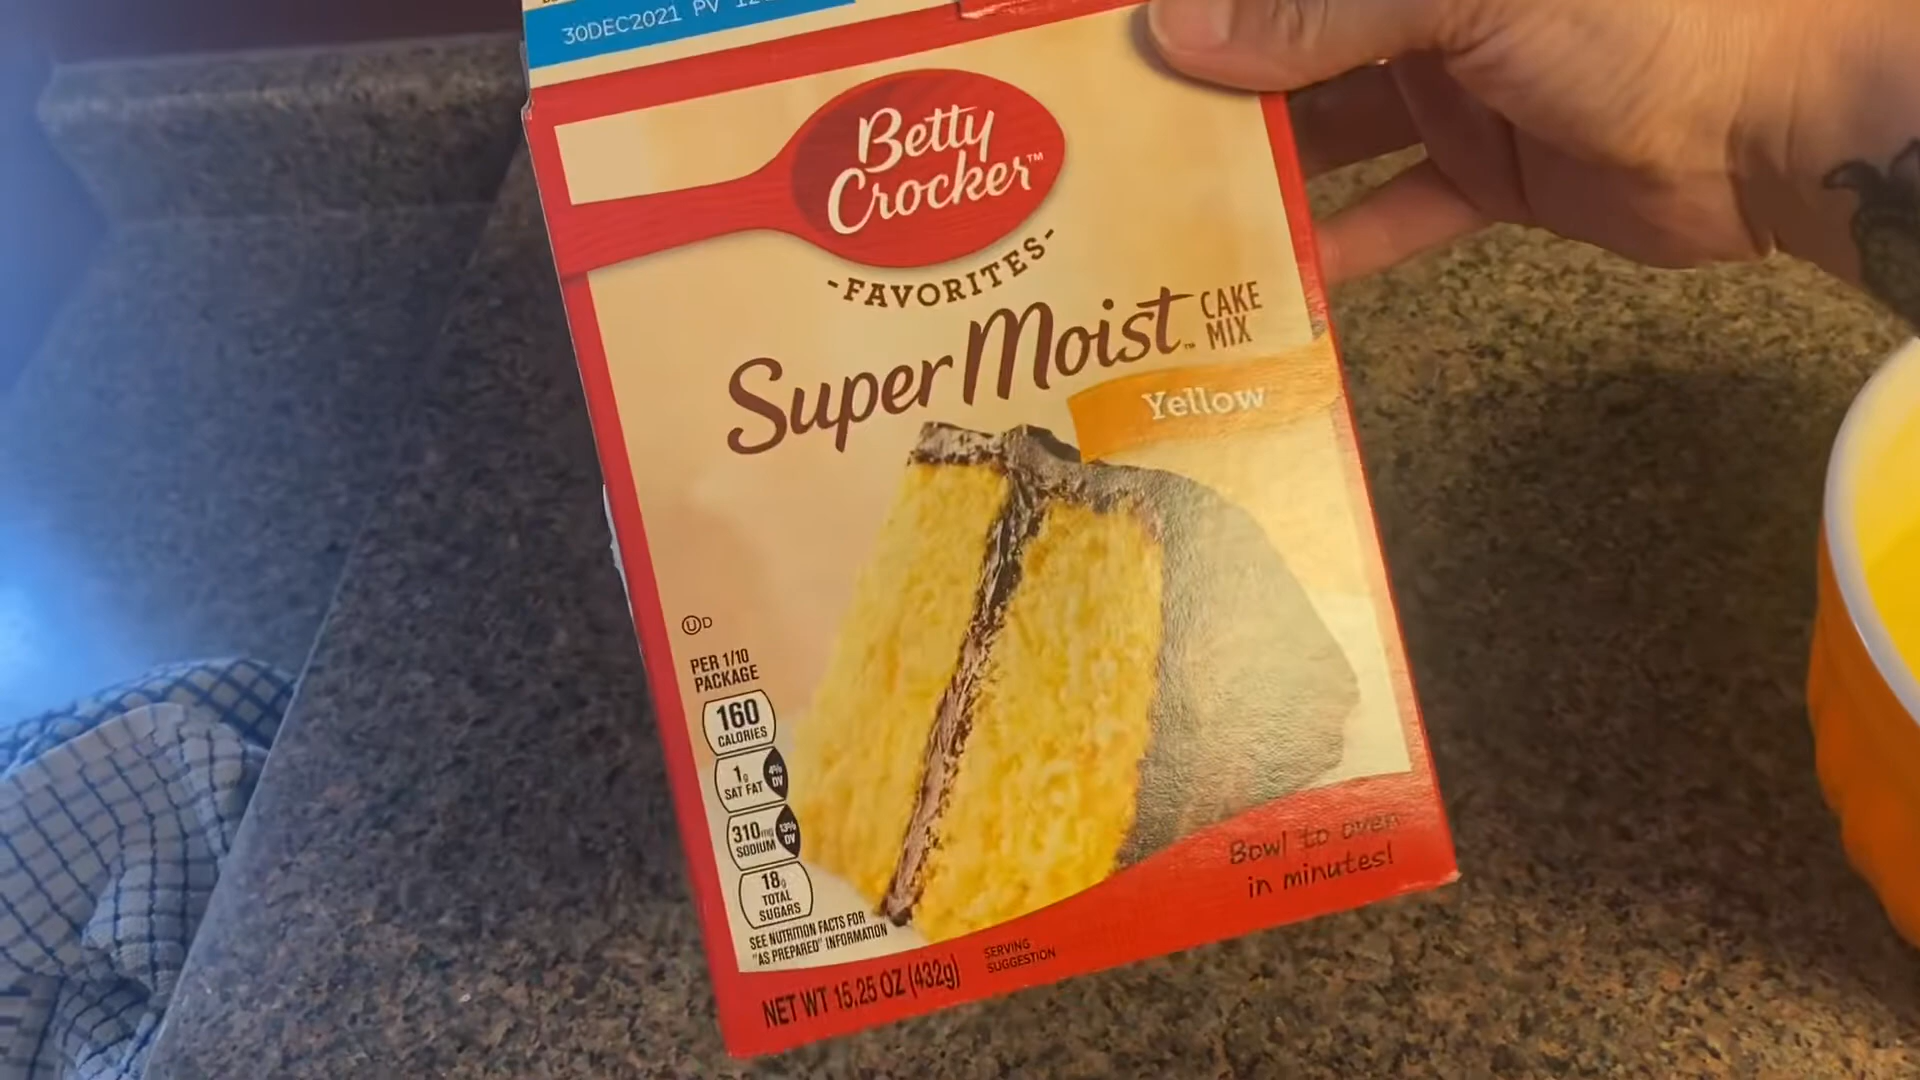 30DEC2021 PV
Betty
Crocker™
-FAVORITES-
SuperMoist™ CAKE
MIX
Yellow
UD
PER 1/10
PACKAGE
160
CALORIES
1g
SAT FAT
4%
DV
310mg
SODIUM
13%
DV
18g
TOTAL
SUGARS
SEE NUTRITION FACTS FOR
"AS PREPARED" INFORMATION
Bowl to oven
in minutes!
NET WT 15.25 OZ (432g)
SERVING
SUGGESTION